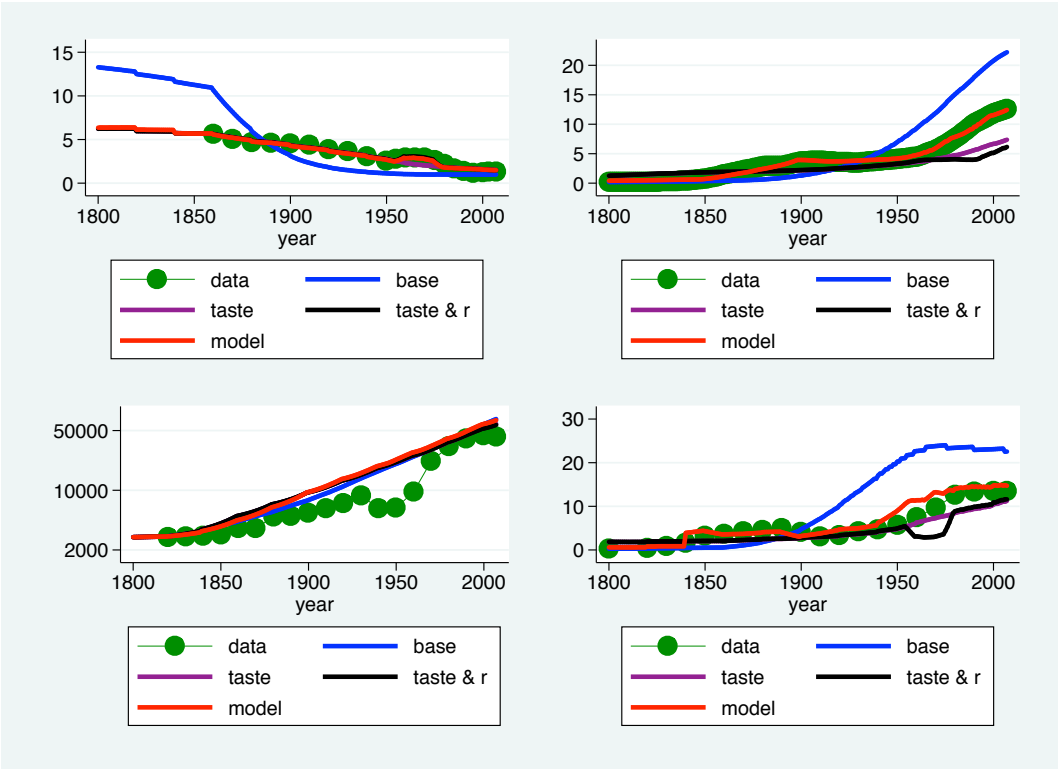 15
10
5
0
1800 1850 1900 1950 2000
year
data base
taste taste & r
model
20
15
10
5
0
1800 1850 1900 1950 2000
year
data base
taste taste & r
model
50000
10000
2000
1800 1850 1900 1950 2000
year
data base
taste taste & r
model
30
20
10
0
1800 1850 1900 1950 2000
year
data base
taste taste & r
model